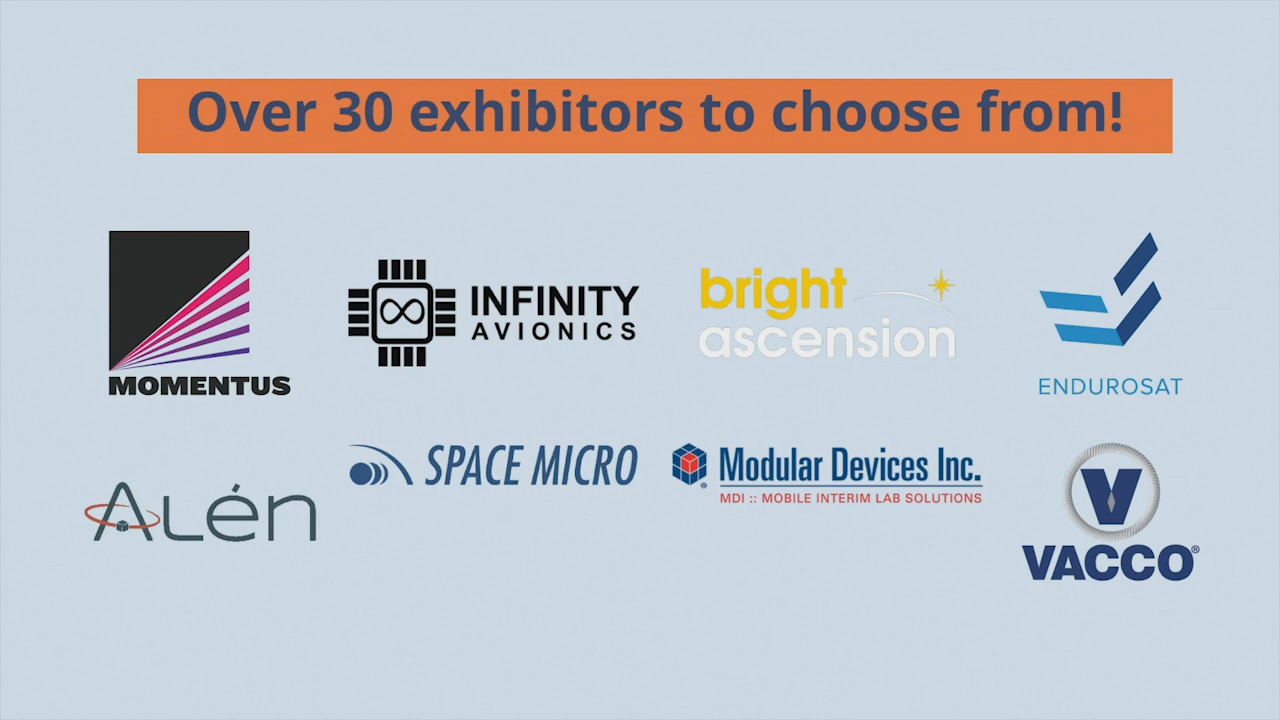 Over 30 exhibitors to choose from!
MOMENTUS
INFINITY
AVIONICS
bright
ascension
ENDUROSAT
Alén
SPACE MICRO
Modular Devices Inc.
MDI :: MOBILE INTERIM LAB SOLUTIONS
V
VACCO®